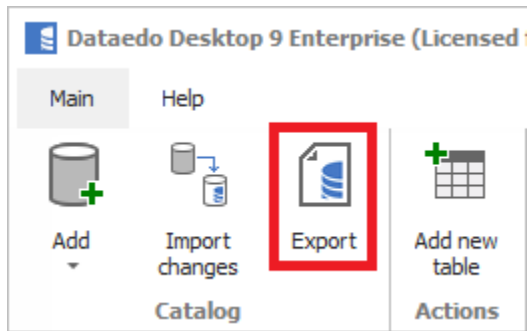 Dataedo Desktop 9 Enterprise (Licensed
Main Help
Add Import changes Export Add new table
Catalog Actions